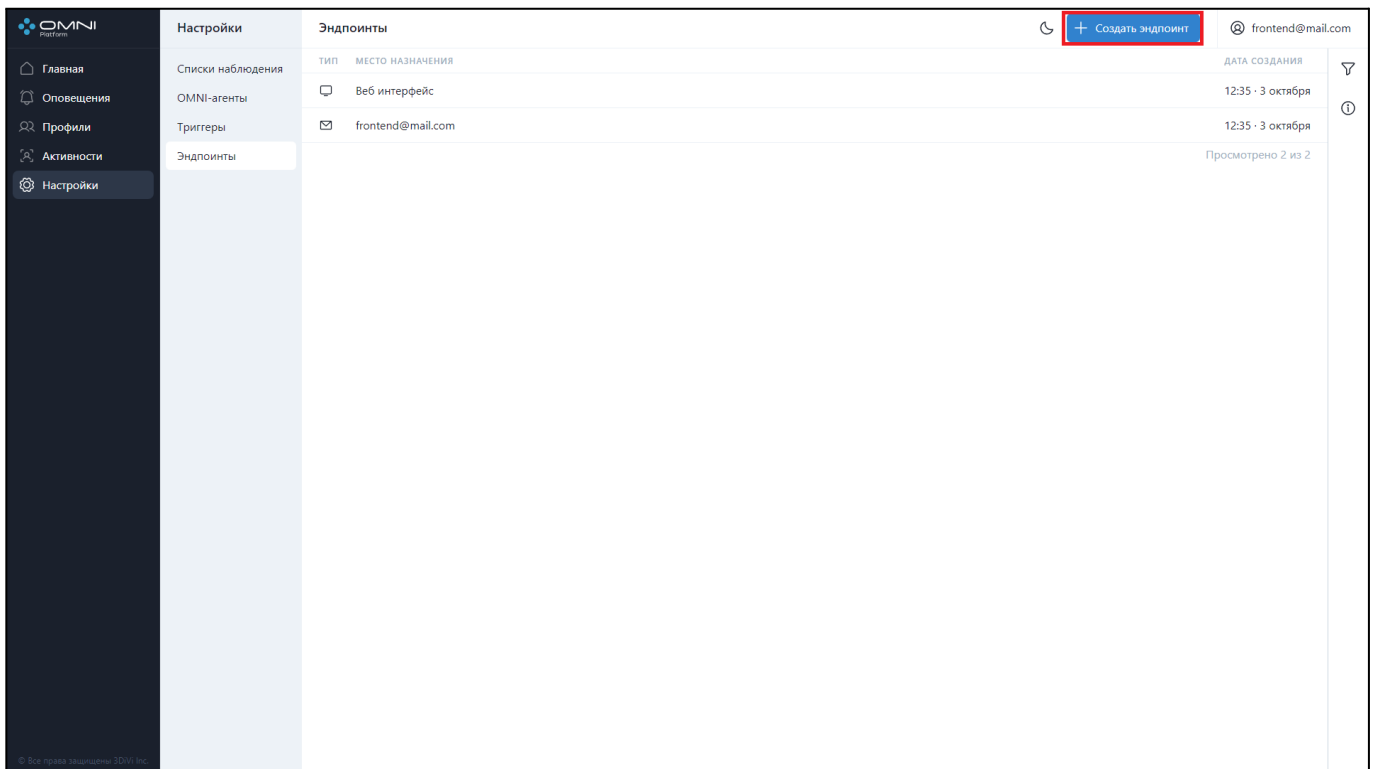 OMNI
Platform
Главная
Оповещения
Профили
Активности
Настройки
© Все права защищены 3DiVi Inc.
Настройки
Списки наблюдения
OMNI-агенты
Триггеры
Эндпоинты
Эндпоинты
Создать эндпоинт
frontend@mail.com
ТИП МЕСТО НАЗНАЧЕНИЯ ДАТА СОЗДАНИЯ
Веб интерфейс 12:35 · 3 октября
frontend@mail.com 12:35 · 3 октября
Просмотрено 2 из 2